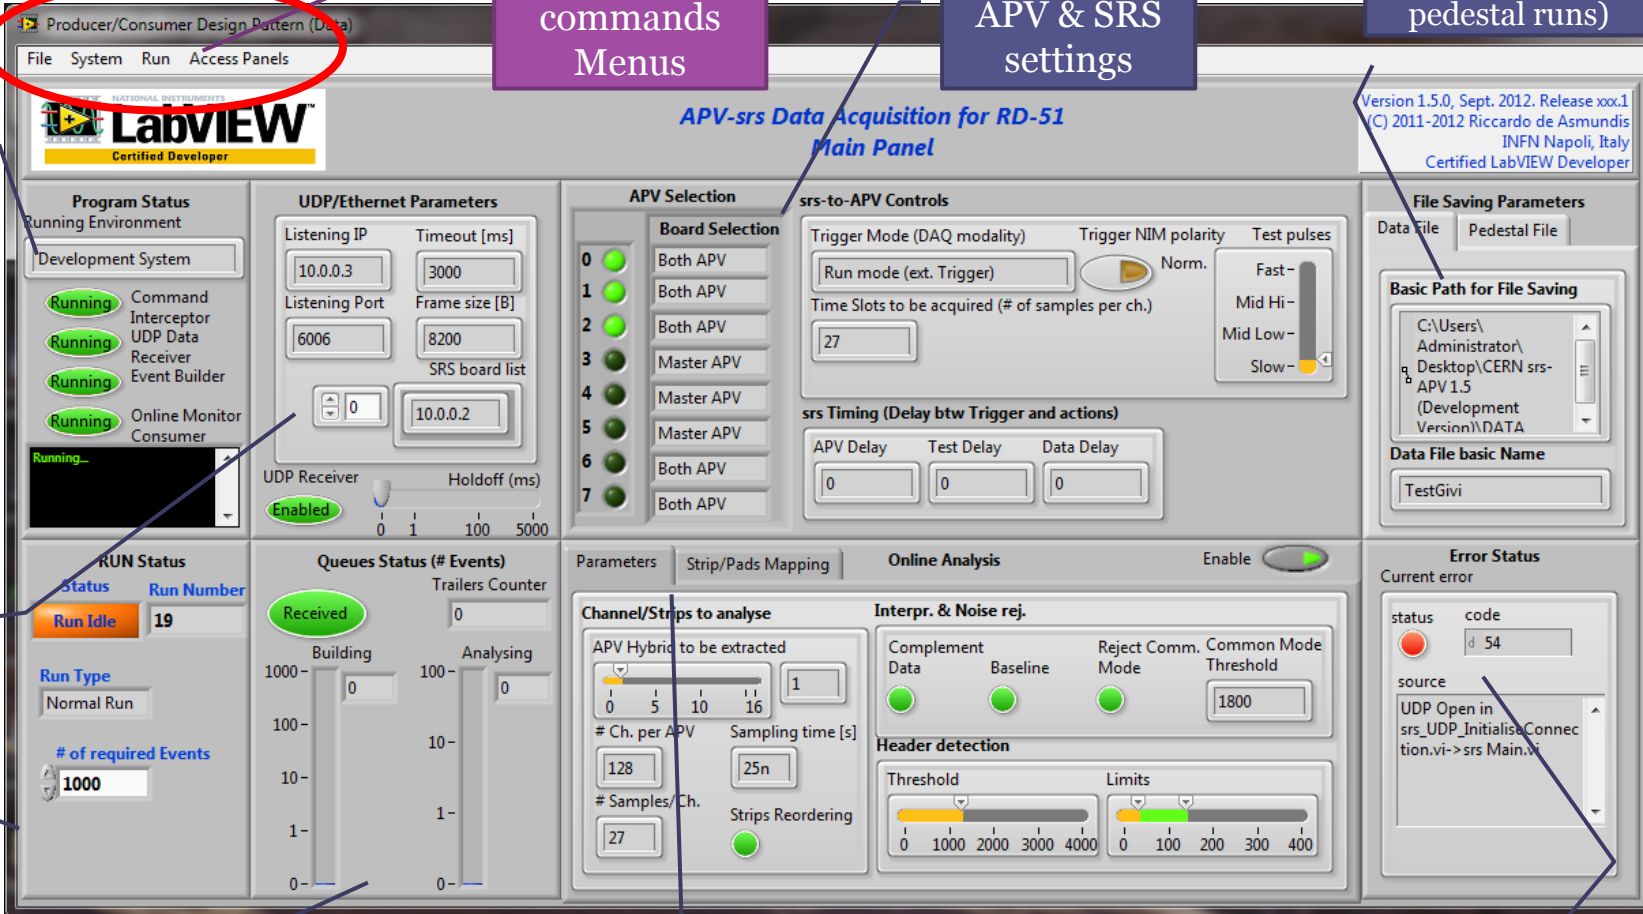 commands
Menus
APV & SRS
settings
pedestal runs)
Producer/Consumer Design Pattern (Data)
File System Run Access Panels
NATIONAL INSTRUMENTS
LabVIEW™
Certified Developer
APV-srs Data Acquisition for RD-51
Main Panel
Version 1.5.0, Sept. 2012. Release xxx.1
(C) 2011-2012 Riccardo de Asmundis
INFN Napoli, Italy
Certified LabVIEW Developer
Program Status
Running Environment
Development System
Running Command Interceptor
Running UDP Data Receiver
Running Event Builder
Running Online Monitor Consumer
Running...
UDP/Ethernet Parameters
Listening IP Timeout [ms]
10.0.0.3 3000
Listening Port Frame size [B]
6006 8200
SRS board list
0 10.0.0.2
UDP Receiver Holdoff (ms)
Enabled
0 1 100 5000
APV Selection
Board Selection
0 Both APV
1 Both APV
2 Both APV
3 Master APV
4 Master APV
5 Master APV
6 Both APV
7 Both APV
srs-to-APV Controls
Trigger Mode (DAQ modality) Trigger NIM polarity Test pulses
Run mode (ext. Trigger) Norm. Fast
Time Slots to be acquired (# of samples per ch.) Mid Hi
27 Mid Low
Slow
srs Timing (Delay btw Trigger and actions)
APV Delay Test Delay Data Delay
0 0 0
File Saving Parameters
Data File Pedestal File
Basic Path for File Saving
C:\Users\
Administrator\
Desktop\CERN srs-
APV 1.5
(Development
Version)\DATA
Data File basic Name
TestGivi
RUN Status
Status Run Number
Run Idle 19
Run Type
Normal Run
# of required Events
1000
Queues Status (# Events)
Trailers Counter
Received 0
Building Analysing
1000 0 100 0
100
10
10
1
1
0 0
Parameters Strip/Pads Mapping Online Analysis Enable
Channel/Strips to analyse
APV Hybrid to be extracted
1
0 5 10 16
# Ch. per APV Sampling time [s]
128 25n
# Samples/Ch. Strips Reordering
27
Interpr. & Noise rej.
Complement Data Baseline Reject Comm. Mode Common Mode Threshold
1800
Header detection
Threshold Limits
0 1000 2000 3000 4000 0 100 200 300 400
Error Status
Current error
status code
d 54
source
UDP Open in
srs_UDP_InitialiseConnec
tion.vi->srs Main.vi